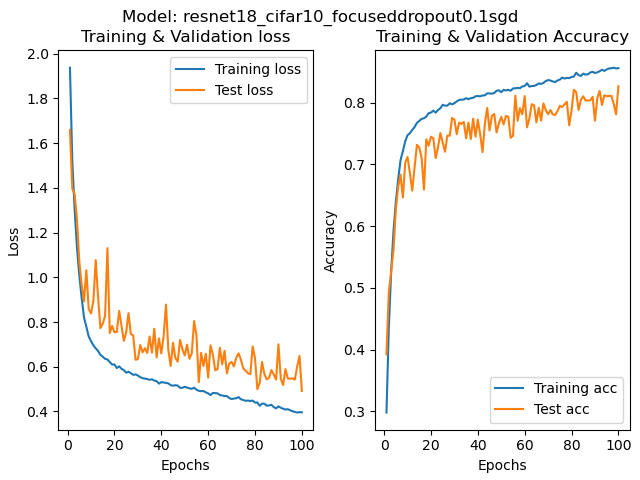 Model: resnet18_cifar10_focuseddropout0.1sgd
Training & Validation loss
Training loss
Test loss
2.0
1.8
1.6
1.4
1.2
1.0
0.8
0.6
0.4
Loss
0 20 40 60 80 100
Epochs
Training & Validation Accuracy
0.8
0.7
0.6
0.5
0.4
0.3
Accuracy
Training acc
Test acc
0 20 40 60 80 100
Epochs